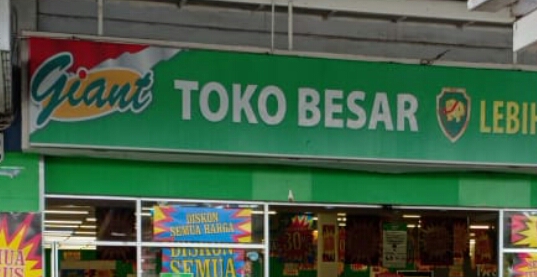 Giant TOKO BESAR LEBIH
DISKON
SEMUA HARGA
DISKON
SEMUA